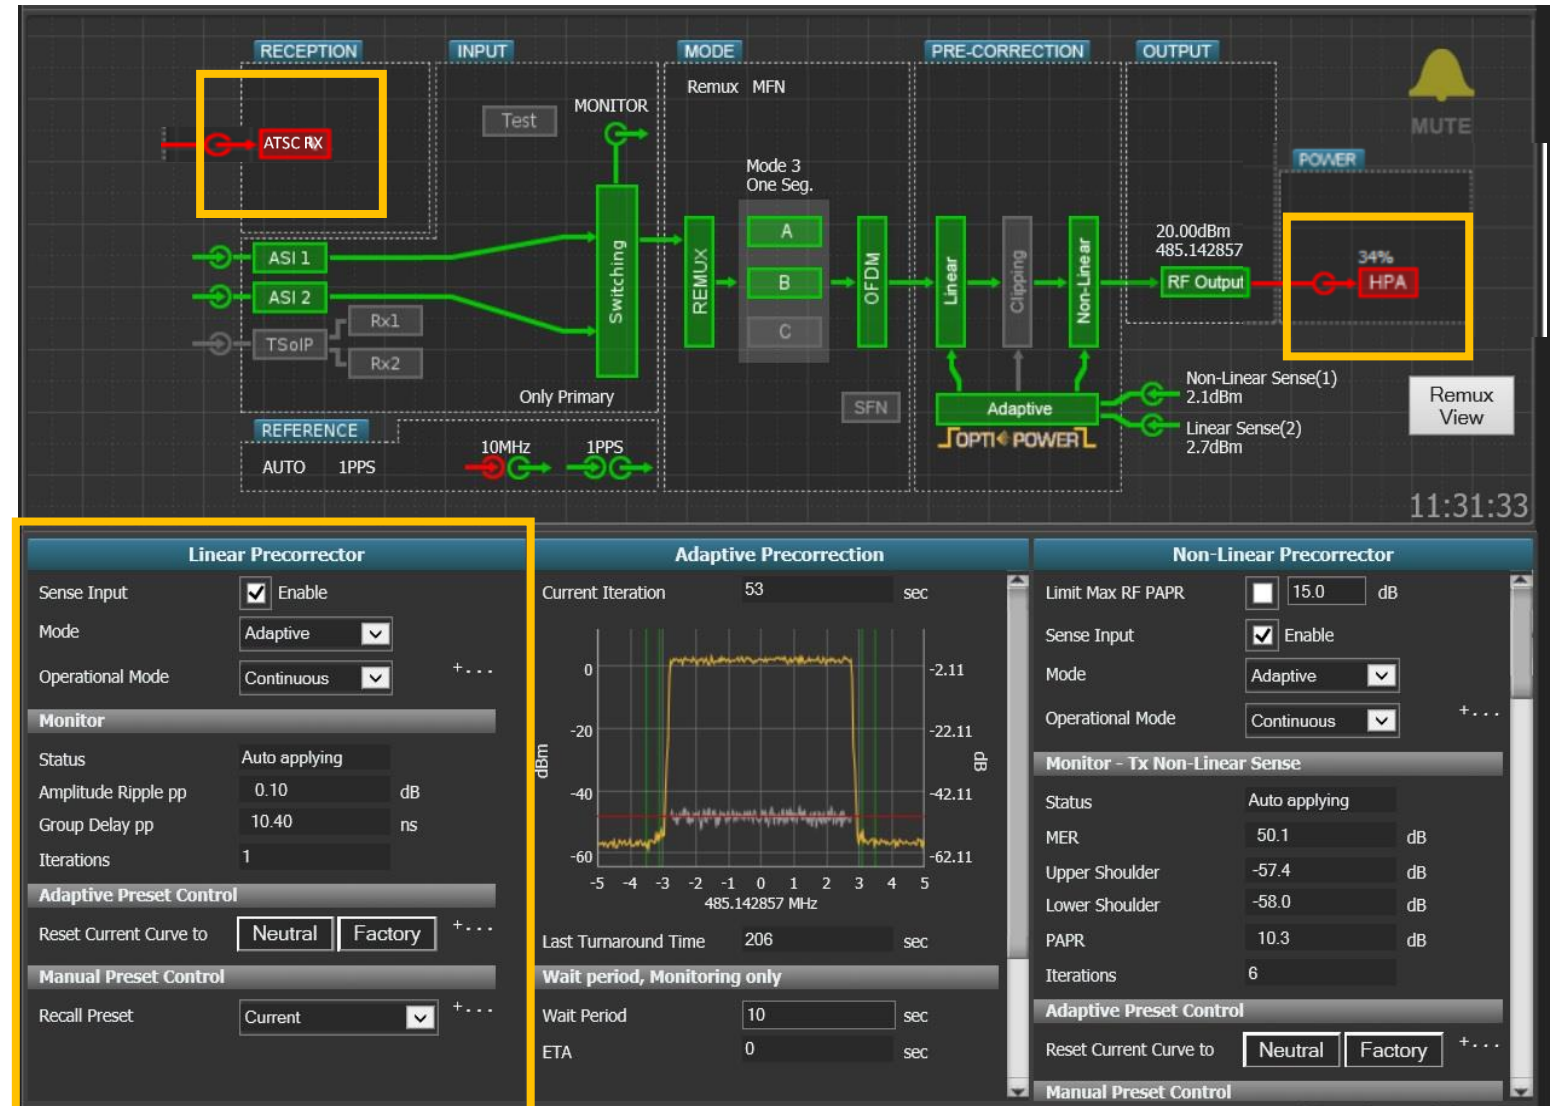 RECEPTION
INPUT
MODE
PRE-CORRECTION
OUTPUT
Remux MFN
MONITOR
Test
ATSC RX
MUTE
POWER
Mode 3
One Seg.
A
B
C
Switching
REMUX
OFDM
Linear
Clipping
Non-Linear
20.00dBm
485.142857
RF Output
34%
HPA
ASI 1
ASI 2
TSoIP
Rx1
Rx2
Only Primary
SFN
Adaptive
OPTI POWER
Non-Linear Sense(1)
2.1dBm
Linear Sense(2)
2.7dBm
Remux
View
REFERENCE
AUTO 1PPS
10MHz
1PPS
11:31:33
Linear Precorrector
Sense Input Enable
Mode Adaptive
Operational Mode Continuous +...
Monitor
Status Auto applying
Amplitude Ripple pp 0.10 dB
Group Delay pp 10.40 ns
Iterations 1
Adaptive Preset Control
Reset Current Curve to Neutral Factory +...
Manual Preset Control
Recall Preset Current +...
Adaptive Precorrection
Current Iteration 53 sec
0 -2.11
-20 -22.11
dBm dB
-40 -42.11
-60 -62.11
-5 -4 -3 -2 -1 0 1 2 3 4 5
485.142857 MHz
Last Turnaround Time 206 sec
Wait period, Monitoring only
Wait Period 10 sec
ETA 0 sec
Non-Linear Precorrector
Limit Max RF PAPR 15.0 dB
Sense Input Enable
Mode Adaptive
Operational Mode Continuous +...
Monitor - Tx Non-Linear Sense
Status Auto applying
MER 50.1 dB
Upper Shoulder -57.4 dB
Lower Shoulder -58.0 dB
PAPR 10.3 dB
Iterations 6
Adaptive Preset Control
Reset Current Curve to Neutral Factory +...
Manual Preset Control